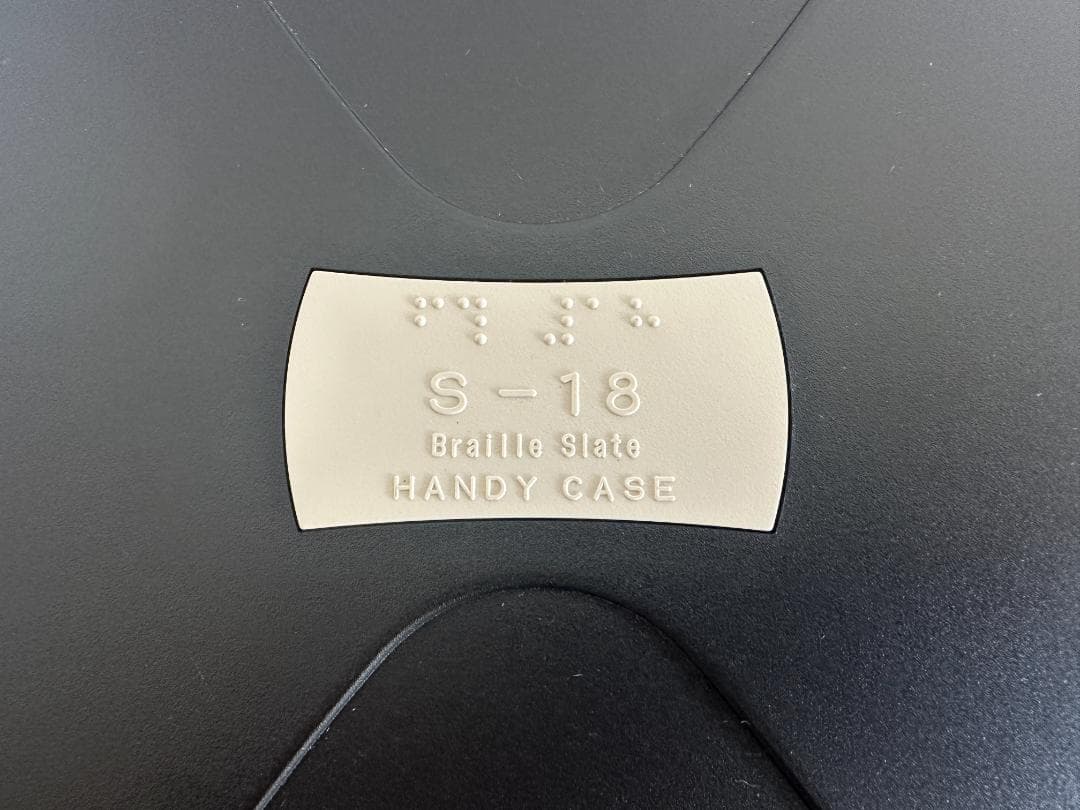 ⠋⠹ ⠼⠁⠓
S-18
Braille Slate
HANDY CASE